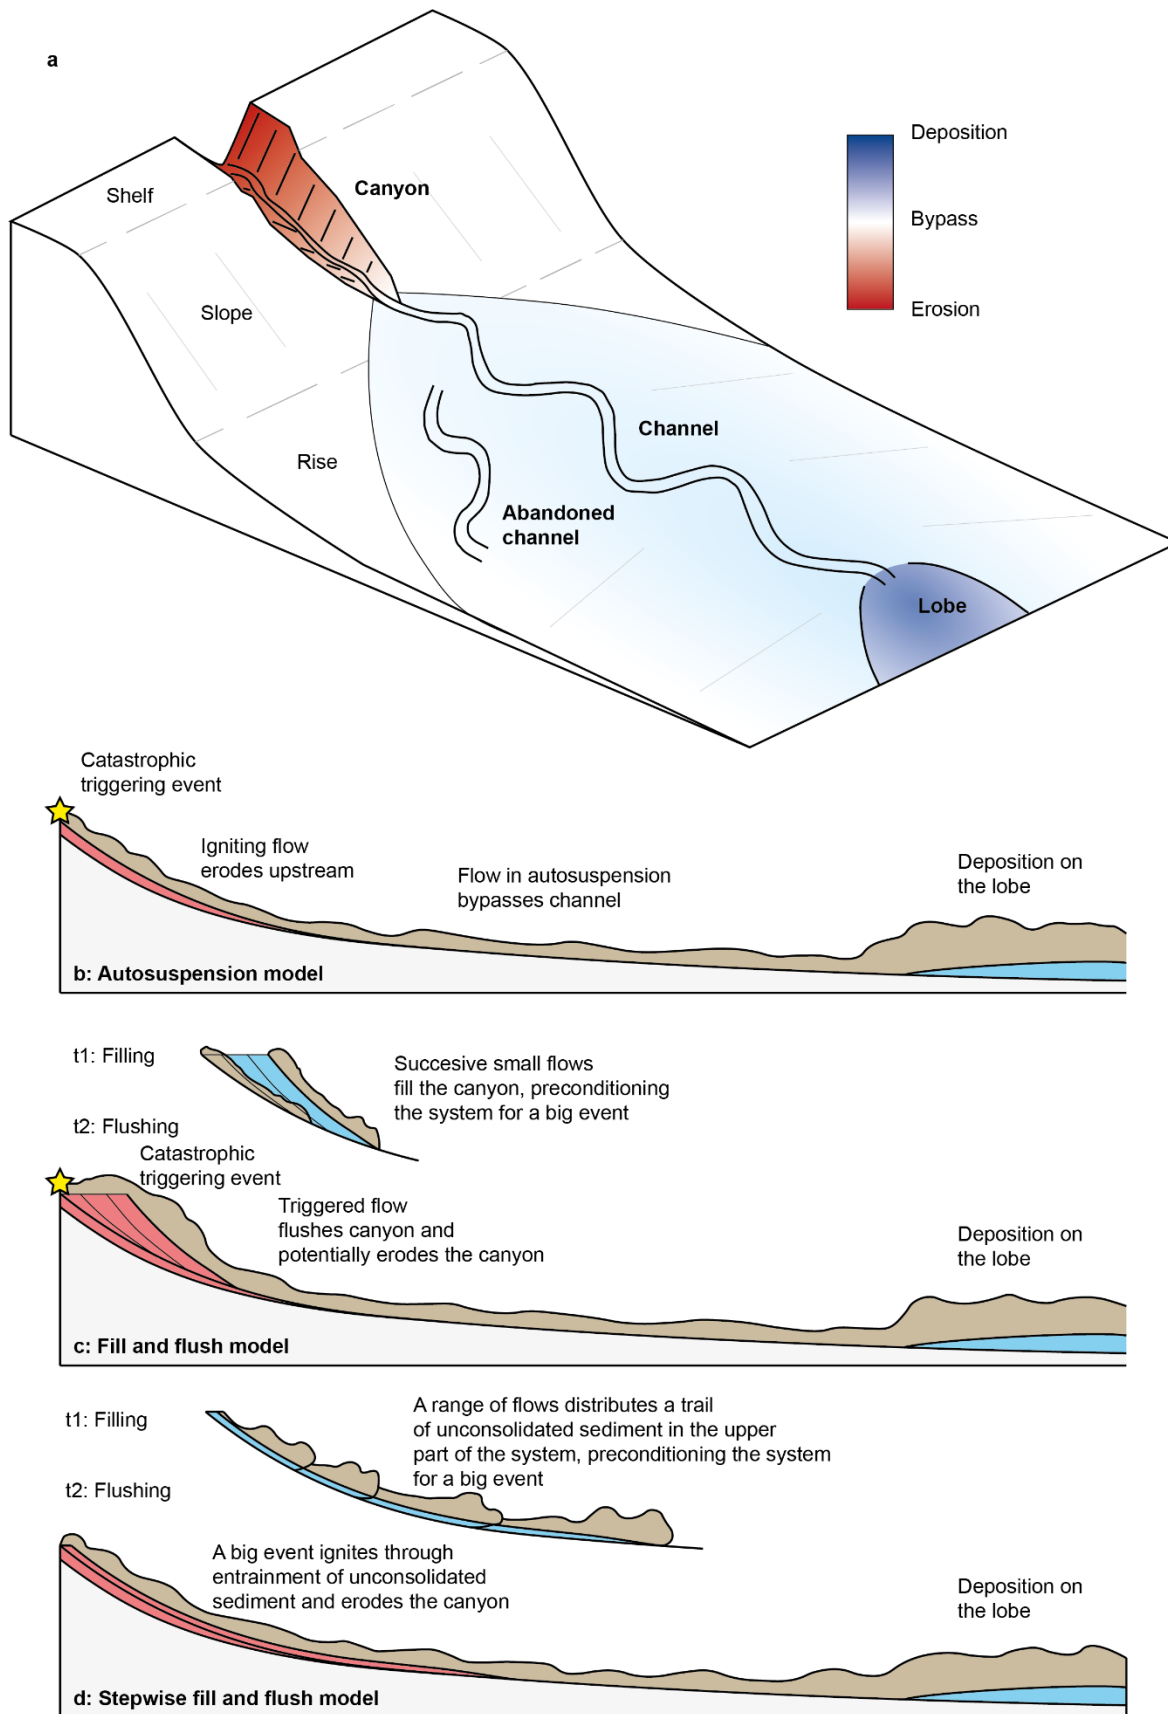 a
Deposition
Bypass
Erosion
Shelf
Canyon
Slope
Channel
Rise
Abandoned
channel
Lobe
Catastrophic
triggering event
Igniting flow
erodes upstream
Flow in autosuspension
bypasses channel
Deposition on
the lobe
b: Autosuspension model
t1: Filling
Succesive small flows
fill the canyon, preconditioning
the system for a big event
t2: Flushing
Catastrophic
triggering event
Triggered flow
flushes canyon and
potentially erodes the canyon
Deposition on
the lobe
c: Fill and flush model
t1: Filling
A range of flows distributes a trail
of unconsolidated sediment in the upper
part of the system, preconditioning the system
for a big event
t2: Flushing
A big event ignites through
entrainment of unconsolidated
sediment and erodes the canyon
Deposition on
the lobe
d: Stepwise fill and flush model